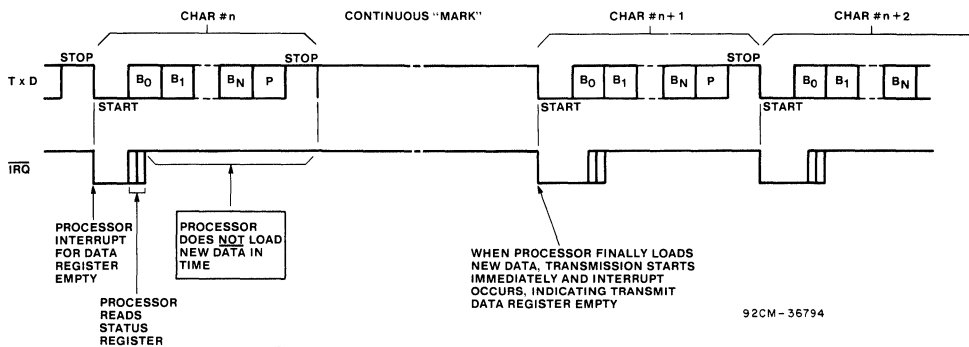 CHAR #n
CONTINUOUS "MARK"
CHAR #n+1
CHAR #n+2
STOP
STOP
STOP
T x D
B0
B1
BN
P
B0
B1
BN
P
B0
B1
BN
START
START
START
IRQ
PROCESSOR
INTERRUPT
FOR DATA
REGISTER
EMPTY
PROCESSOR
READS
STATUS
REGISTER
PROCESSOR
DOES NOT LOAD
NEW DATA IN
TIME
WHEN PROCESSOR FINALLY LOADS
NEW DATA, TRANSMISSION STARTS
IMMEDIATELY AND INTERRUPT
OCCURS, INDICATING TRANSMIT
DATA REGISTER EMPTY
92CM-36794